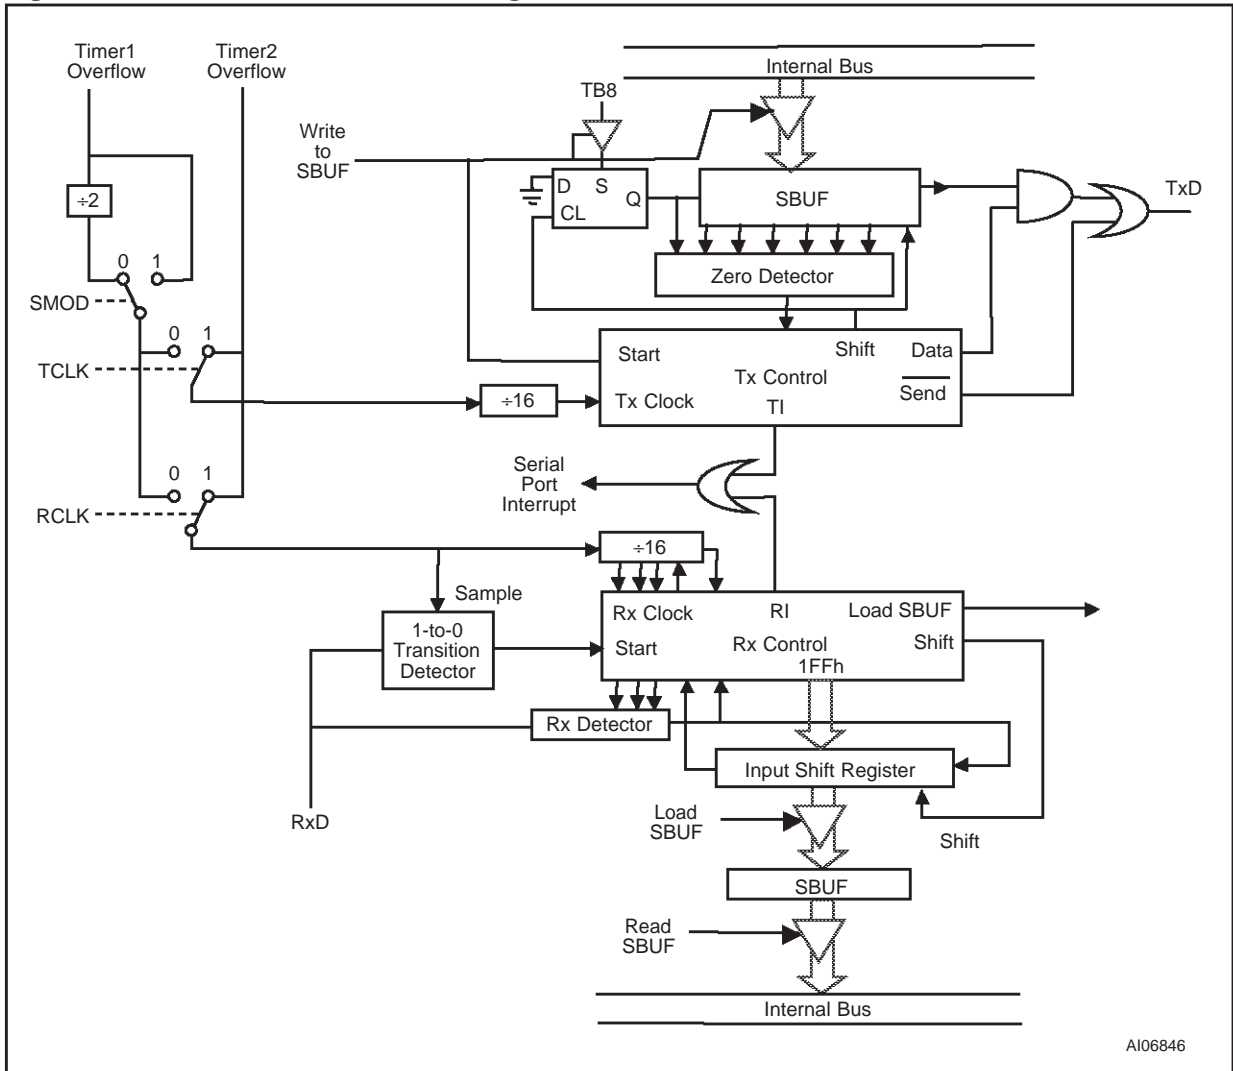 Timer1
Overflow
Timer2
Overflow
Internal Bus
TB8
Write
to
SBUF
÷2
D
S
Q
CL
SBUF
TxD
Zero Detector
0 1
SMOD
0 1
TCLK
Start
Shift
Data
Tx Control
Send
Tx Clock
TI
÷16
Serial
Port
Interrupt
0 1
RCLK
÷16
Sample
1-to-0
Transition
Detector
Rx Clock
RI
Load SBUF
Start
Rx Control
Shift
1FFh
Rx Detector
Input Shift Register
RxD
Load
SBUF
Shift
SBUF
Read
SBUF
Internal Bus
AI06846